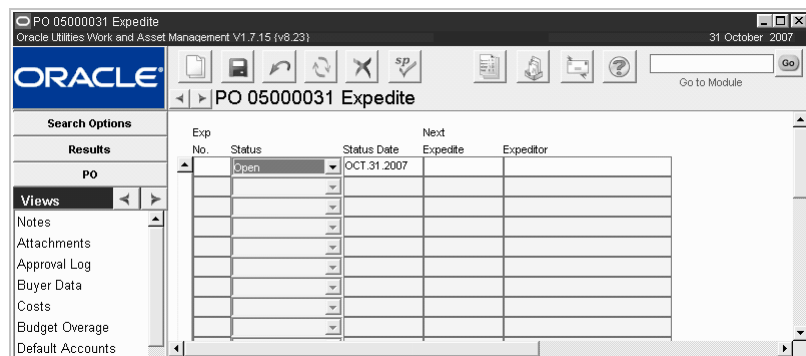 PO 05000031 Expedite
Oracle Utilities Work and Asset Management V1.7.15 {v8.23}
31 October 2007
ORACLE
sp
Go
Go to Module
PO 05000031 Expedite
Search Options
Results
PO
Views
Notes
Attachments
Approval Log
Buyer Data
Costs
Budget Overage
Default Accounts
Exp No.
Status
Status Date
Next Expedite
Expeditor
Open
OCT.31.2007